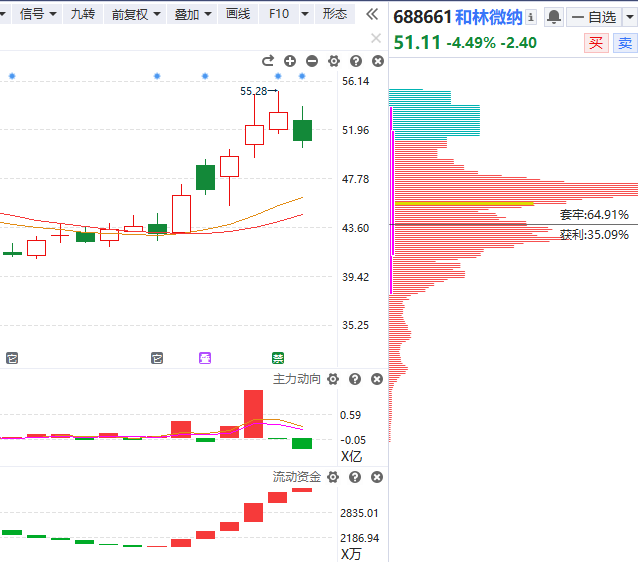 信号 九转 前复权 叠加 画线 F10 形态
688661 和林微纳 自选
51.11 -4.49% -2.40 买 卖
56.14
55.28
51.96
47.78
43.60
39.42
35.25
套牢:64.91%
获利:35.09%
禁
主力动向
0.59
-0.05
X亿
流动资金
2835.01
2186.94
X万